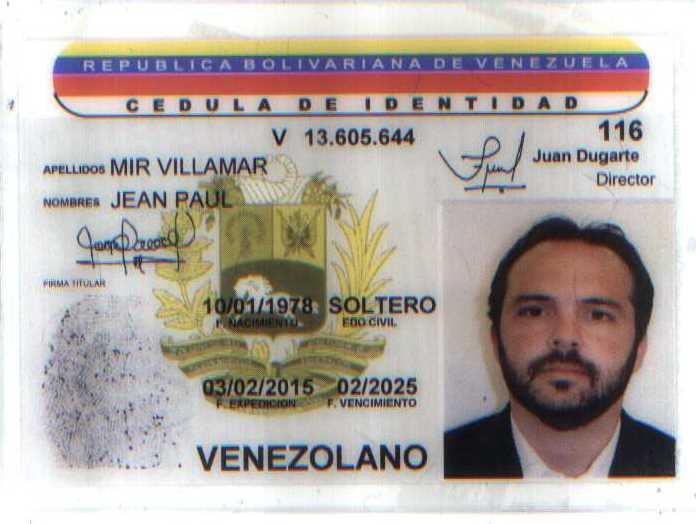 REPUBLICA BOLIVARIANA DE VENEZUELA
CEDULA DE IDENTIDAD
V 13.605.644
116
APELLIDOS MIR VILLAMAR
Juan Dugarte
Director
NOMBRES JEAN PAUL
FIRMA TITULAR
10/01/1978 SOLTERO
F. NACIMIENTO EDO CIVIL
03/02/2015 02/2025
F. EXPEDICION F. VENCIMIENTO
VENEZOLANO